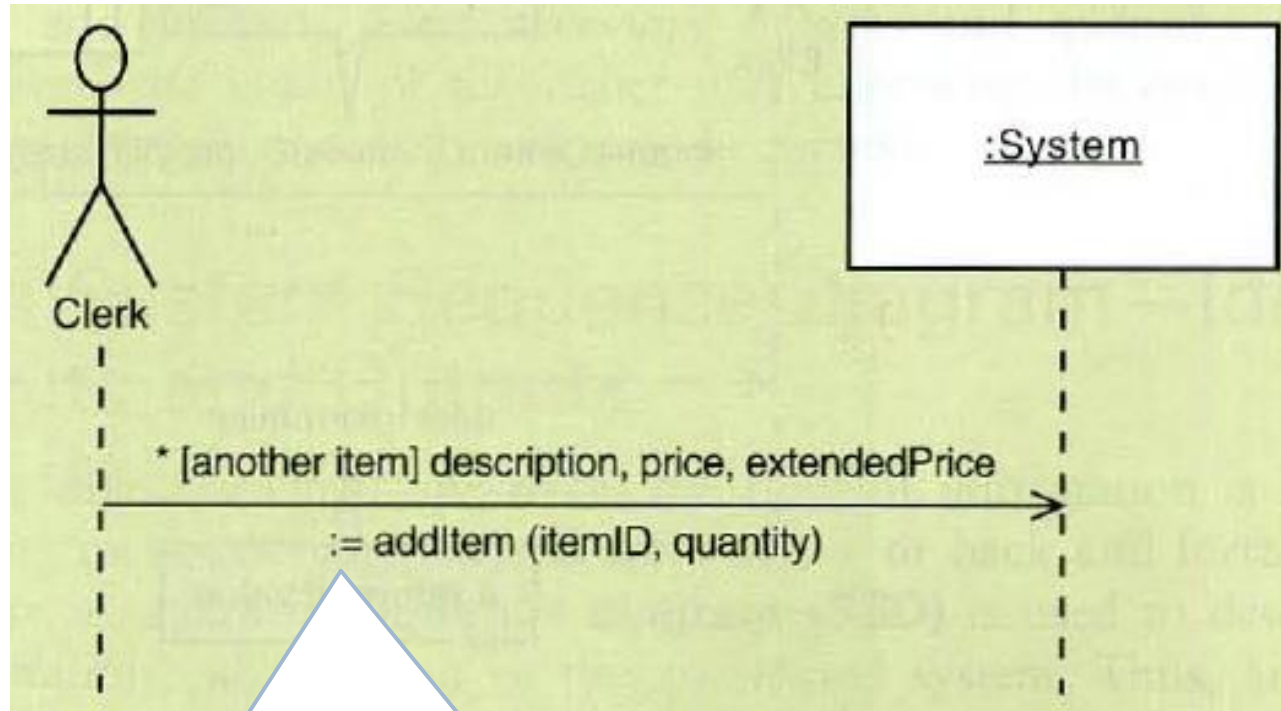 :System
Clerk
* [another item] description, price, extendedPrice
:= addItem (itemID, quantity)